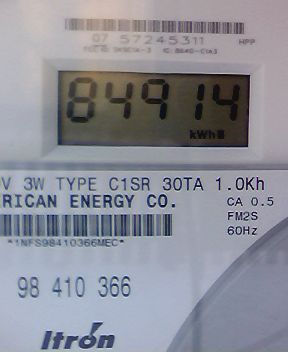 07 57245311 HPP
84914
kWh
V 3W TYPE C1SR 30TA 1.0Kh
RICAN ENERGY CO. CA 0.5
FM2S
60Hz
*1NFS98410366MEC*
98 410 366
Itrón